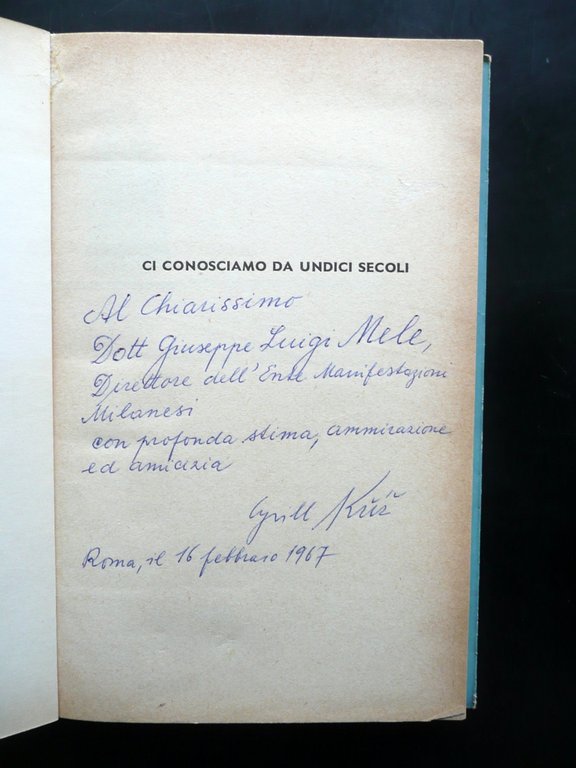 CI CONOSCIAMO DA UNDICI SECOLI
Al Chiarissimo
Dott Giuseppe Luigi Mele,
Direttore dell'Ente Manifestazioni
Milanesi
con profonda stima, ammirazione
ed amicizia
Cyrill Kříž
Roma, il 16 febbraio 1967